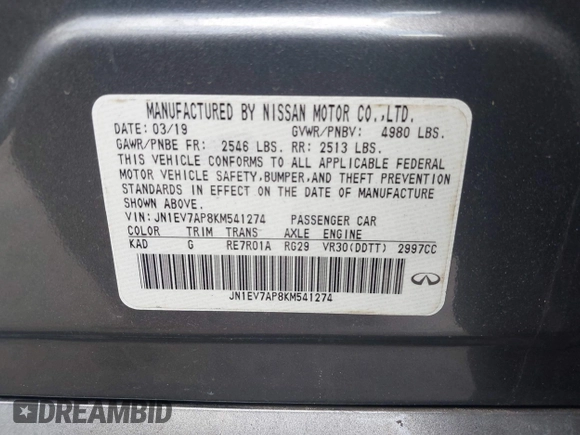 MANUFACTURED BY NISSAN MOTOR CO.,LTD.
DATE: 03/19 GVWR/PNBV: 4980 LBS.
GAWR/PNBE FR: 2546 LBS. RR: 2513 LBS.
THIS VEHICLE CONFORMS TO ALL APPLICABLE FEDERAL
MOTOR VEHICLE SAFETY,BUMPER,AND THEFT PREVENTION
STANDARDS IN EFFECT ON THE DATE OF MANUFACTURE
SHOWN ABOVE.
VIN: JN1EV7AP8KM541274 PASSENGER CAR
COLOR TRIM TRANS AXLE ENGINE
KAD G RE7R01A RG29 VR30(DDTT) 2997CC
JN1EV7AP8KM541274
DREAMBID